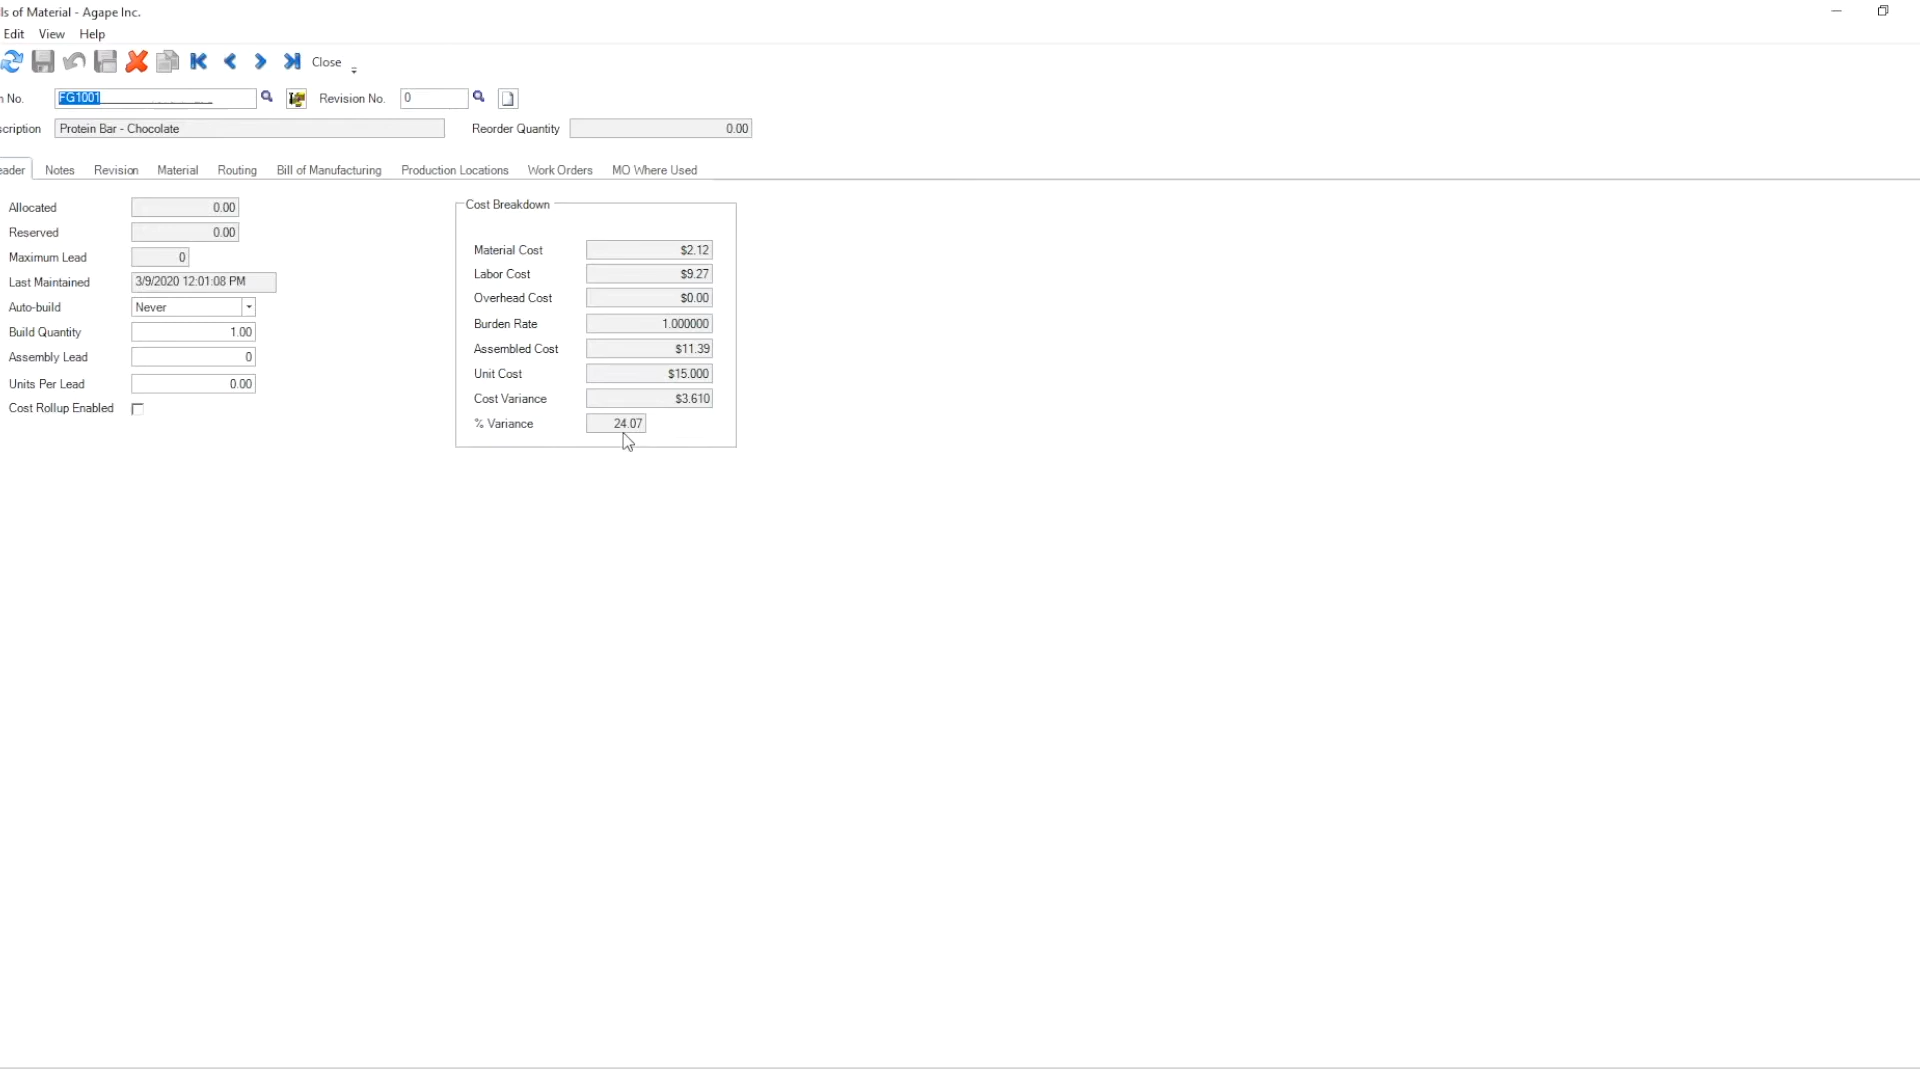 ls of Material - Agape Inc.
Edit View Help
Close
n No. FG1001 Revision No. 0
scription Protein Bar - Chocolate Reorder Quantity 0.00
eader Notes Revision Material Routing Bill of Manufacturing Production Locations Work Orders MO Where Used
Allocated 0.00
Reserved 0.00
Maximum Lead 0
Last Maintained 3/9/2020 12:01:08 PM
Auto-build Never
Build Quantity 1.00
Assembly Lead 0
Units Per Lead 0.00
Cost Rollup Enabled
Cost Breakdown
Material Cost $2.12
Labor Cost $9.27
Overhead Cost $0.00
Burden Rate 1.000000
Assembled Cost $11.39
Unit Cost $15.000
Cost Variance $3.610
% Variance 24.07